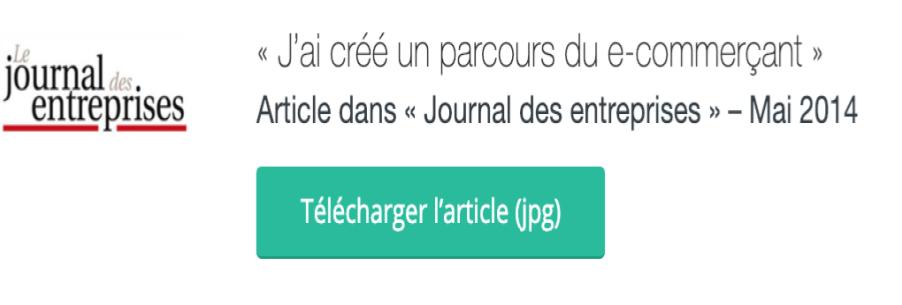 Le
journal des
entreprises
« J’ai créé un parcours du e-commerçant »
Article dans « Journal des entreprises » – Mai 2014
Télécharger l’article (jpg)